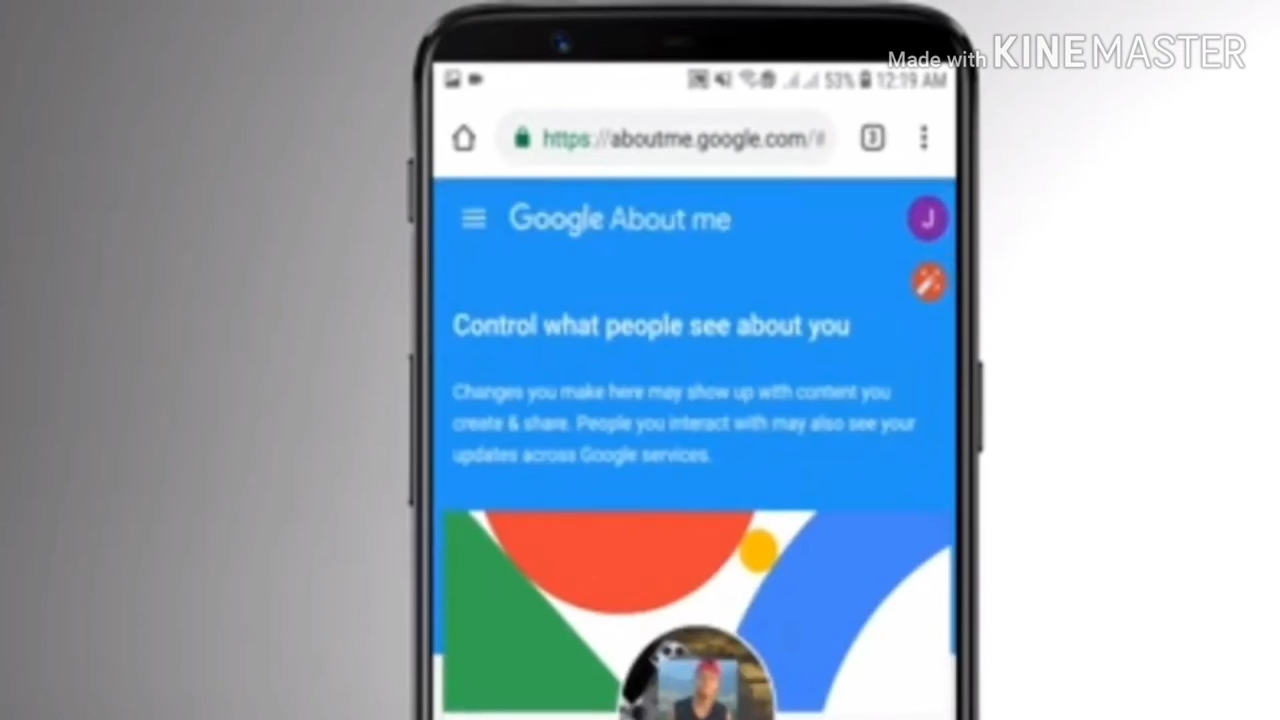 Made with KINEMASTER
53% 12:19 AM
https://aboutme.google.com/#
3
Google About me
J
Control what people see about you
Changes you make here may show up with content you
create & share. People you interact with may also see your
updates across Google services.